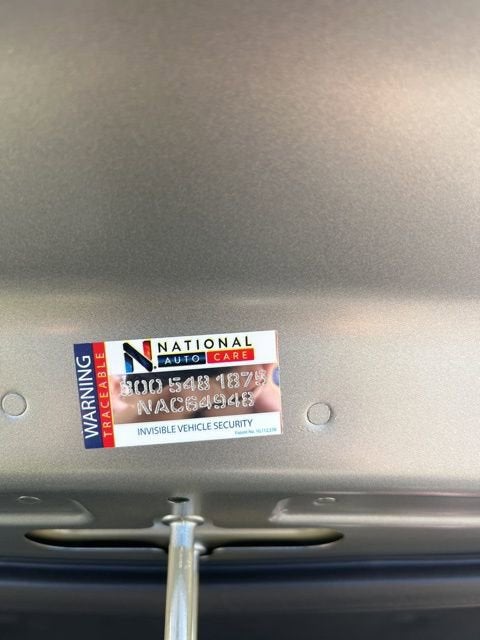 WARNING
TRACEABLE
N.
NATIONAL
AUTO CARE
800 548 1875
NAC64948
INVISIBLE VEHICLE SECURITY